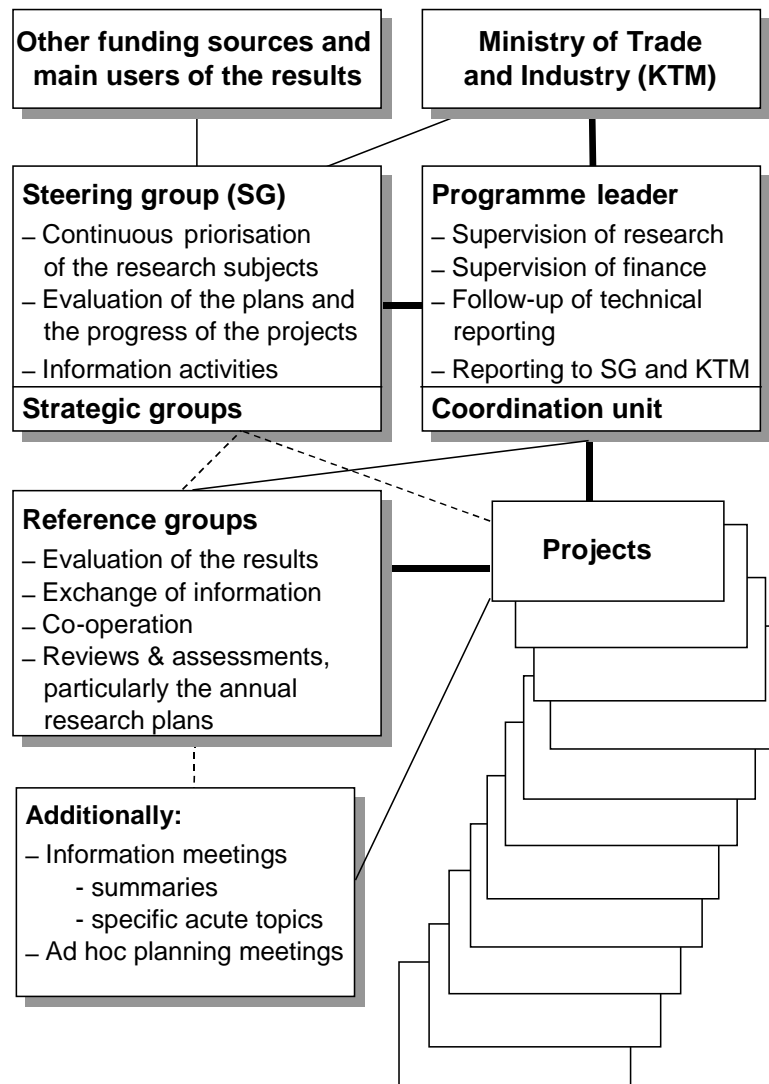 Other funding sources and
main users of the results
Ministry of Trade
and Industry (KTM)
Steering group (SG)
– Continuous priorisation
of the research subjects
– Evaluation of the plans and
the progress of the projects
– Information activities
Strategic groups
Programme leader
– Supervision of research
– Supervision of finance
– Follow-up of technical
reporting
– Reporting to SG and KTM
Coordination unit
Reference groups
– Evaluation of the results
– Exchange of information
– Co-operation
– Reviews & assessments,
particularly the annual
research plans
Projects
Additionally:
– Information meetings
- summaries
- specific acute topics
– Ad hoc planning meetings